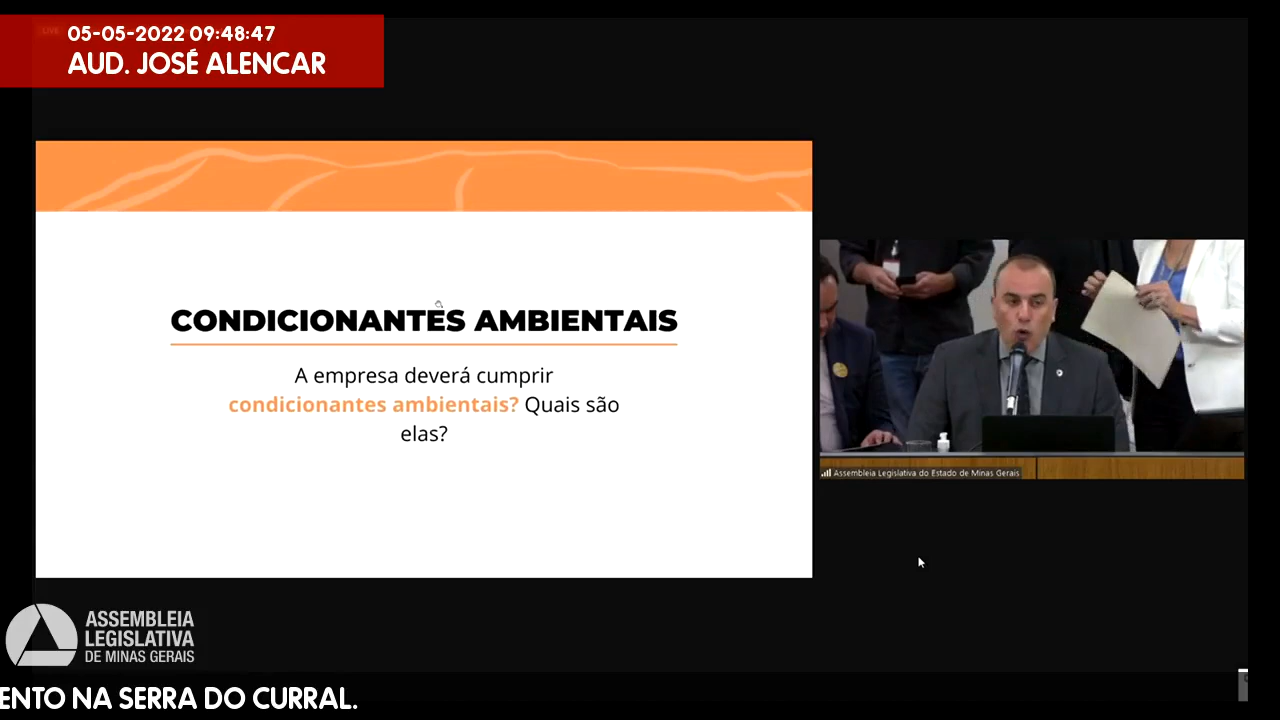 05-05-2022 09:48:47
AUD. JOSÉ ALENCAR
CONDICIONANTES AMBIENTAIS
A empresa deverá cumprir
condicionantes ambientais? Quais são
elas?
Assembleia Legislativa do Estado de Minas Gerais
ASSEMBLEIA
LEGISLATIVA
DE MINAS GERAIS
ENTO NA SERRA DO CURRAL.